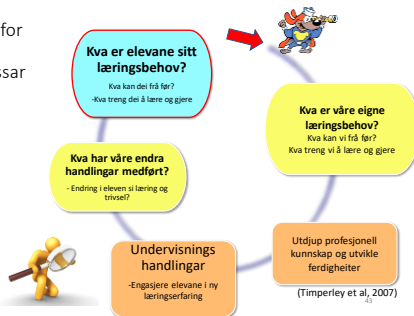 for
ssar
Kva er elevane sitt
læringsbehov?
Kva kan dei frå før?
-Kva treng dei å lære og gjere
Kva er våre eigne
læringsbehov?
Kva kan vi frå før?
Kva treng vi å lære og gjere
Utdjup profesjonell
kunnskap og utvikle
ferdigheiter
Undervisnings
handlingar
-Engasjere elevane i ny
læringserfaring
Kva har våre endra
handlingar medført?
- Endring i eleven si læring og
trivsel?
(Timperley et al, 2007)
43